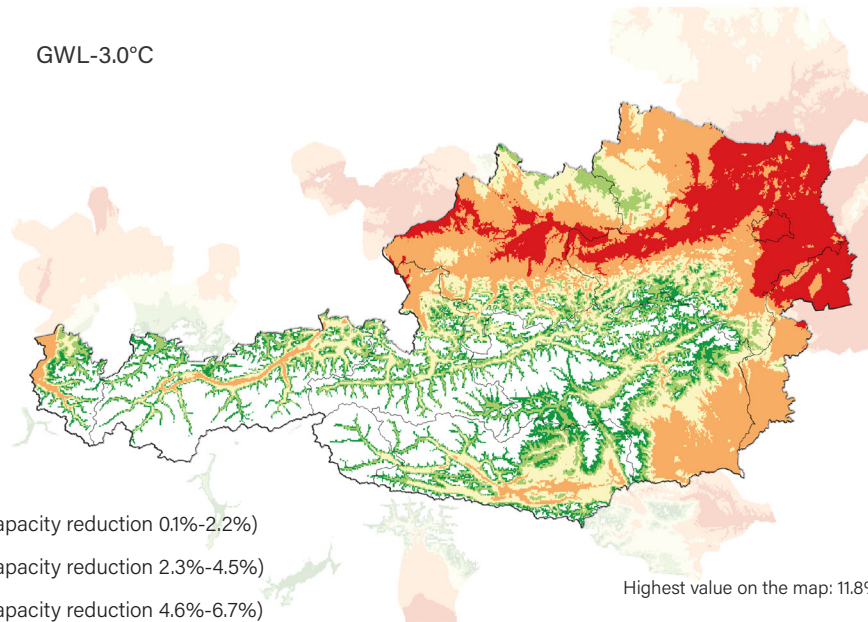 GWL-3.0°C
apacity reduction 0.1%-2.2%)
apacity reduction 2.3%-4.5%)
apacity reduction 4.6%-6.7%)
Highest value on the map: 11.8%